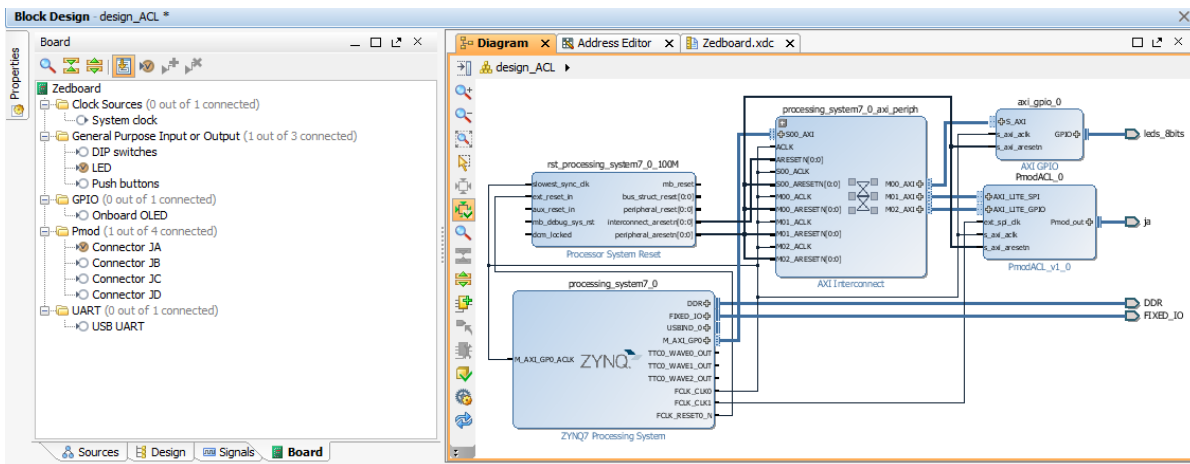 Block Design - design_ACL *
Properties
Board
Zedboard
Clock Sources (0 out of 1 connected)
System clock
General Purpose Input or Output (1 out of 3 connected)
DIP switches
LED
Push buttons
GPIO (0 out of 1 connected)
Onboard OLED
Pmod (1 out of 4 connected)
Connector JA
Connector JB
Connector JC
Connector JD
UART (0 out of 1 connected)
USB UART
Sources
Design
Signals
Board
Diagram
Address Editor
Zedboard.xdc
design_ACL
rst_processing_system7_0_100M
slowest_sync_clk
ext_reset_in
aux_reset_in
mb_debug_sys_rst
dcm_locked
mb_reset
bus_struct_reset[0:0]
peripheral_reset[0:0]
interconnect_aresetn[0:0]
peripheral_aresetn[0:0]
Processor System Reset
processing_system7_0_axi_periph
S00_AXI
ACLK
ARESETN[0:0]
S00_ACLK
S00_ARESETN[0:0]
M00_ACLK
M00_ARESETN[0:0]
M01_ACLK
M01_ARESETN[0:0]
M02_ACLK
M02_ARESETN[0:0]
M00_AXI
M01_AXI
M02_AXI
AXI Interconnect
axi_gpio_0
S_AXI
s_axi_aclk
s_axi_aresetn
GPIO
AXI GPIO
leds_8bits
PmodACL_0
AXI_LITE_SPI
AXI_LITE_GPIO
ext_spi_clk
s_axi_aclk
s_axi_aresetn
Pmod_out
PmodACL_v1_0
ja
processing_system7_0
M_AXI_GP0_ACLK
ZYNQ
DDR
FIXED_IO
USBIND_0
M_AXI_GP0
TTC0_WAVE0_OUT
TTC0_WAVE1_OUT
TTC0_WAVE2_OUT
FCLK_CLK0
FCLK_CLK1
FCLK_RESET0_N
ZYNQ7 Processing System
DDR
FIXED_IO